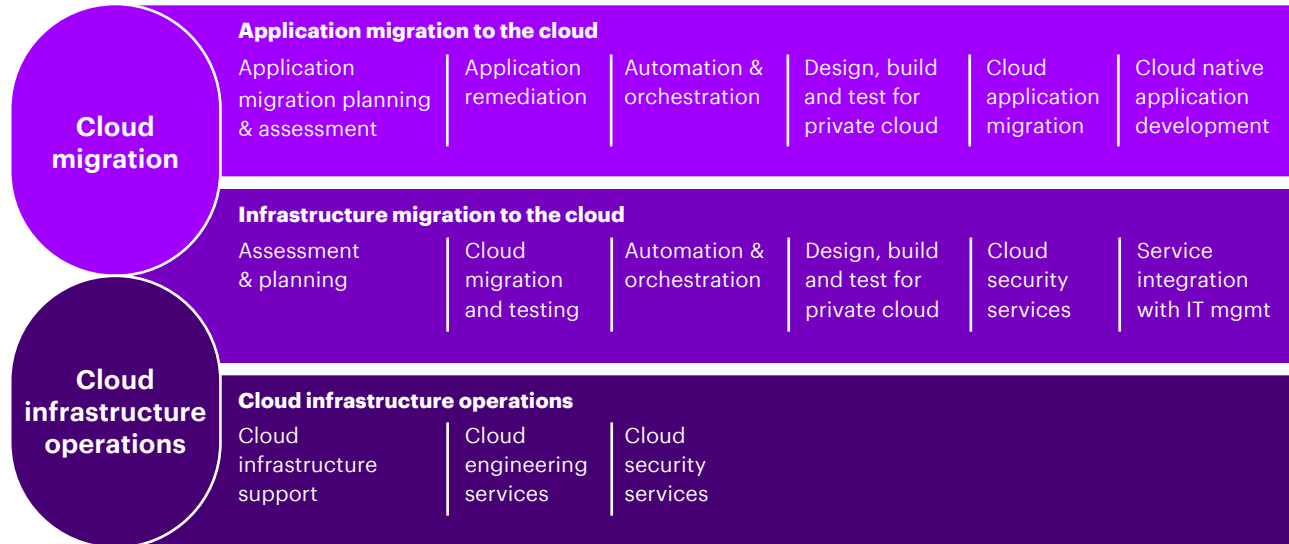 Cloud
migration
Application migration to the cloud
Application
migration planning
& assessment
Application
remediation
Automation &
orchestration
Design, build
and test for
private cloud
Cloud
application
migration
Cloud native
application
development
Infrastructure migration to the cloud
Assessment
& planning
Cloud
migration
and testing
Automation &
orchestration
Design, build
and test for
private cloud
Cloud
security
services
Service
integration
with IT mgmt
Cloud
infrastructure
operations
Cloud infrastructure operations
Cloud
infrastructure
support
Cloud
engineering
services
Cloud
security
services